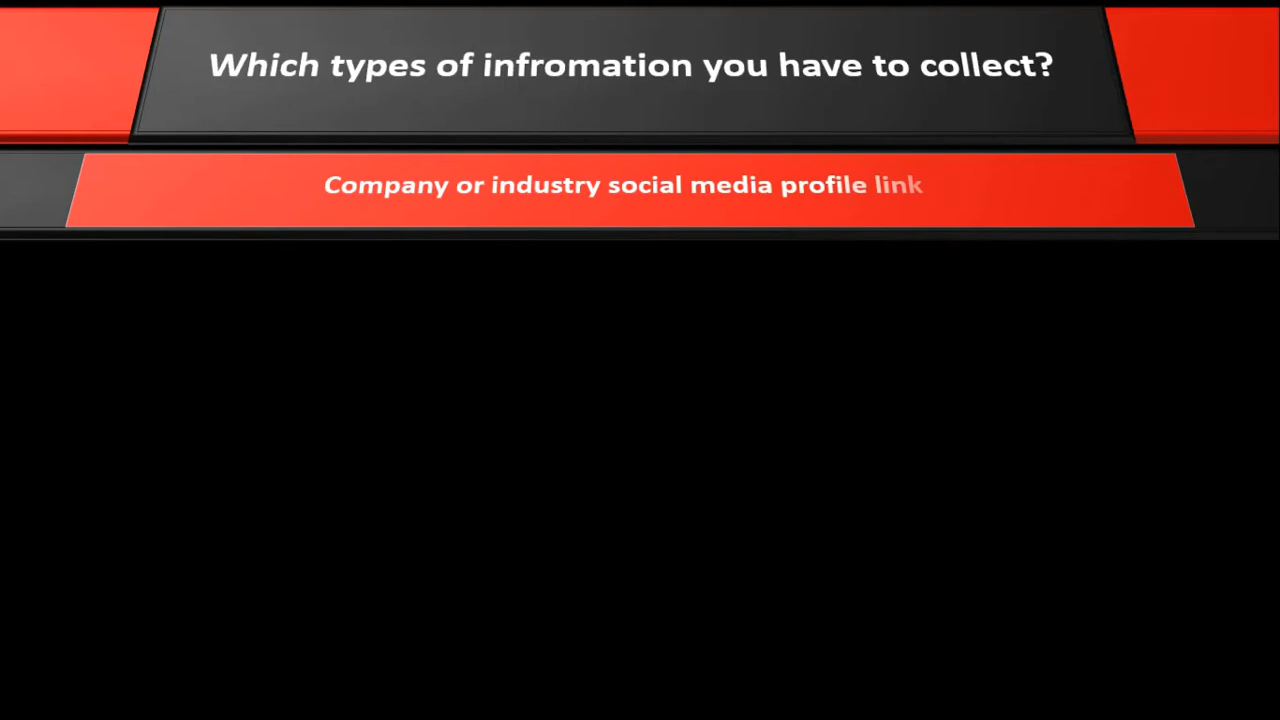 Which types of infromation you have to collect?
Company or industry social media profile link